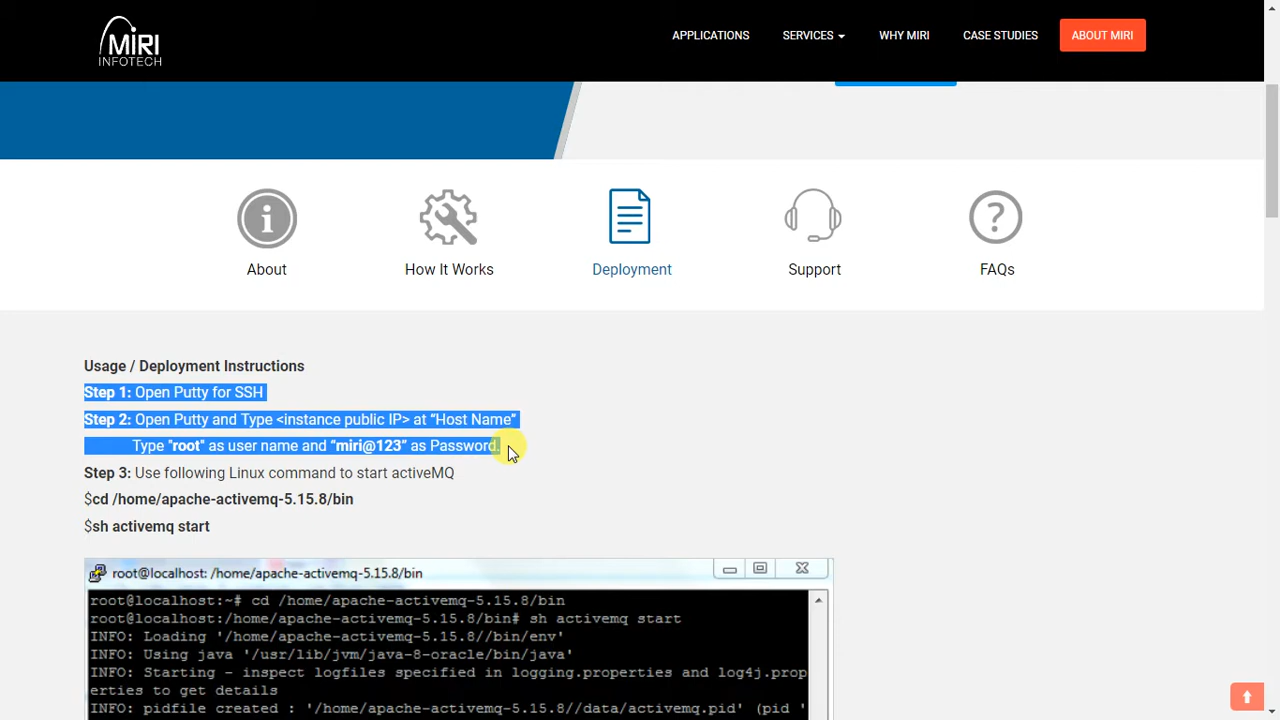 MIRI
INFOTECH
APPLICATIONS
SERVICES
WHY MIRI
CASE STUDIES
ABOUT MIRI
About
How It Works
Deployment
Support
FAQs
Usage / Deployment Instructions
Step 1: Open Putty for SSH
Step 2: Open Putty and Type <instance public IP> at “Host Name”
Type "root" as user name and “miri@123” as Password.
Step 3: Use following Linux command to start activeMQ
$cd /home/apache-activemq-5.15.8/bin
$sh activemq start
root@localhost: /home/apache-activemq-5.15.8/bin
root@localhost:~# cd /home/apache-activemq-5.15.8/bin
root@localhost:/home/apache-activemq-5.15.8/bin# sh activemq start
INFO: Loading '/home/apache-activemq-5.15.8//bin/env'
INFO: Using java '/usr/lib/jvm/java-8-oracle/bin/java'
INFO: Starting - inspect logfiles specified in logging.properties and log4j.prop
erties to get details
INFO: pidfile created : '/home/apache-activemq-5.15.8//data/activemq.pid' (pid '